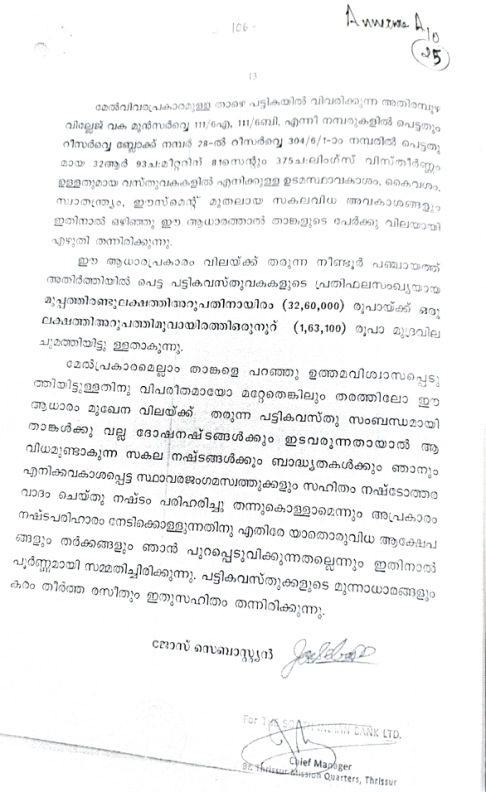 106
Annexure A10
25
13
മേൽവിവരപ്രകാരമുള്ള താഴെ പട്ടികയിൽ വിവരിക്കുന്ന അതിരമ്പുഴ
വില്ലേജ് വക മുൻസർവ്വെ 111/6എ, 111/6ബി. എന്നീ നമ്പരുകളിൽ പെട്ടതും
റീസർവ്വെ ബ്ലോക്ക് നമ്പർ 28-ൽ റീസർവ്വെ 304/6/1-ാം നമ്പരിൽ പെട്ടതു
മായ 32ആർ 93ച:മീറ്ററിന് 81സെന്റും 375ച:ലിംഗ്സ് വിസ്തീർണ്ണം
ഉള്ളതുമായ വസ്തുവകകളിൽ എനിക്കുള്ള ഉടമസ്ഥാവകാശം, കൈവശം,
സ്വാതന്ത്ര്യം, ഈസ്മെന്റ് മുതലായ സകലവിധ അവകാശങ്ങളും
ഇതിനാൽ ഒഴിഞ്ഞു ഈ ആധാരത്താൽ താങ്കളുടെ പേർക്കു വിലയായി
എഴുതി തന്നിരിക്കുന്നു.
ഈ ആധാരപ്രകാരം വിലയ്ക്ക് തരുന്ന നീണ്ടൂർ പഞ്ചായത്ത്
അതിർത്തിയിൽ പെട്ട പട്ടികവസ്തുവകകളുടെ പ്രതിഫലസംഖ്യയായ
മുപ്പത്തിരണ്ടുലക്ഷത്തിഅറുപതിനായിരം (32,60,000) രൂപയ്ക്ക് ഒരു
ലക്ഷത്തിഅറുപത്തിമൂവായിരത്തിഒരുനൂറ് (1,63,100) രൂപാ മുദ്രവില
ചുമത്തിയിട്ടു ള്ളതാകുന്നു.
മേൽപ്രകാരമെല്ലാം താങ്കളെ പറഞ്ഞു ഉത്തമവിശ്വാസപ്പെടു
ത്തിയിട്ടുള്ളതിനു വിപരീതമായോ മറ്റേതെങ്കിലും തരത്തിലോ ഈ
ആധാരം മുഖേന വിലയ്ക്ക് തരുന്ന പട്ടികവസ്തു സംബന്ധമായി
താങ്കൾക്കു വല്ല ദോഷനഷ്ടങ്ങൾക്കും ഇടവരുന്നതായാൽ ആ
വിധമുണ്ടാകുന്ന സകല നഷ്ടങ്ങൾക്കും ബാദ്ധ്യതകൾക്കും ഞാനും
എനിക്കവകാശപ്പെട്ട സ്ഥാവരജംഗമസ്വത്തുക്കളും സഹിതം നഷ്ടോത്തര
വാദം ചെയ്തു നഷ്ടം പരിഹരിച്ചു തന്നുകൊള്ളാമെന്നും അപ്രകാരം
നഷ്ടപരിഹാരം നേടിക്കൊള്ളുന്നതിനു എതിരേ യാതൊരുവിധ ആക്ഷേപ
ങ്ങളും തർക്കങ്ങളും ഞാൻ പുറപ്പെടുവിക്കുന്നതല്ലെന്നും ഇതിനാൽ
പൂർണ്ണമായി സമ്മതിച്ചിരിക്കുന്നു. പട്ടികവസ്തുക്കളുടെ മുന്നാധാരങ്ങളും
കരം തീർത്ത രസീതും ഇതുസഹിതം തന്നിരിക്കുന്നു.
ജോസ് സെബാസ്റ്റ്യൻ
For THE SOUTH INDIAN BANK LTD.
Chief Manager
Br. Thrissur Mission Quarters, Thrissur